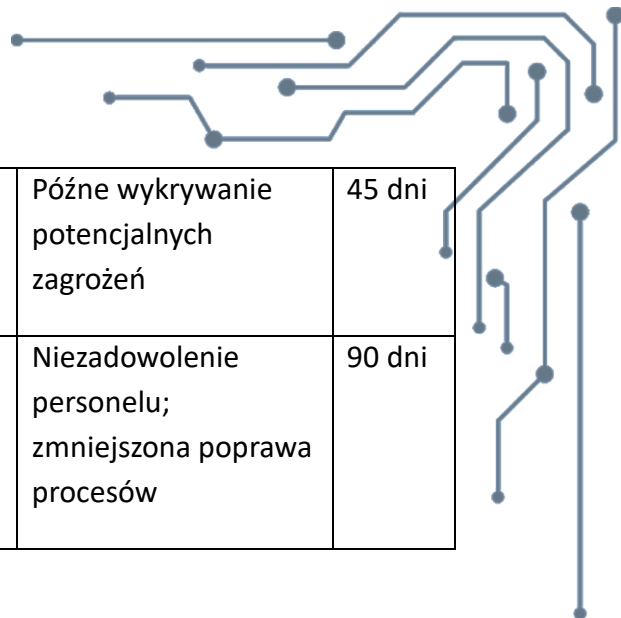 Późne wykrywanie
potencjalnych
zagrożeń
45 dni
Niezadowolenie
personelu;
zmniejszona poprawa
procesów
90 dni